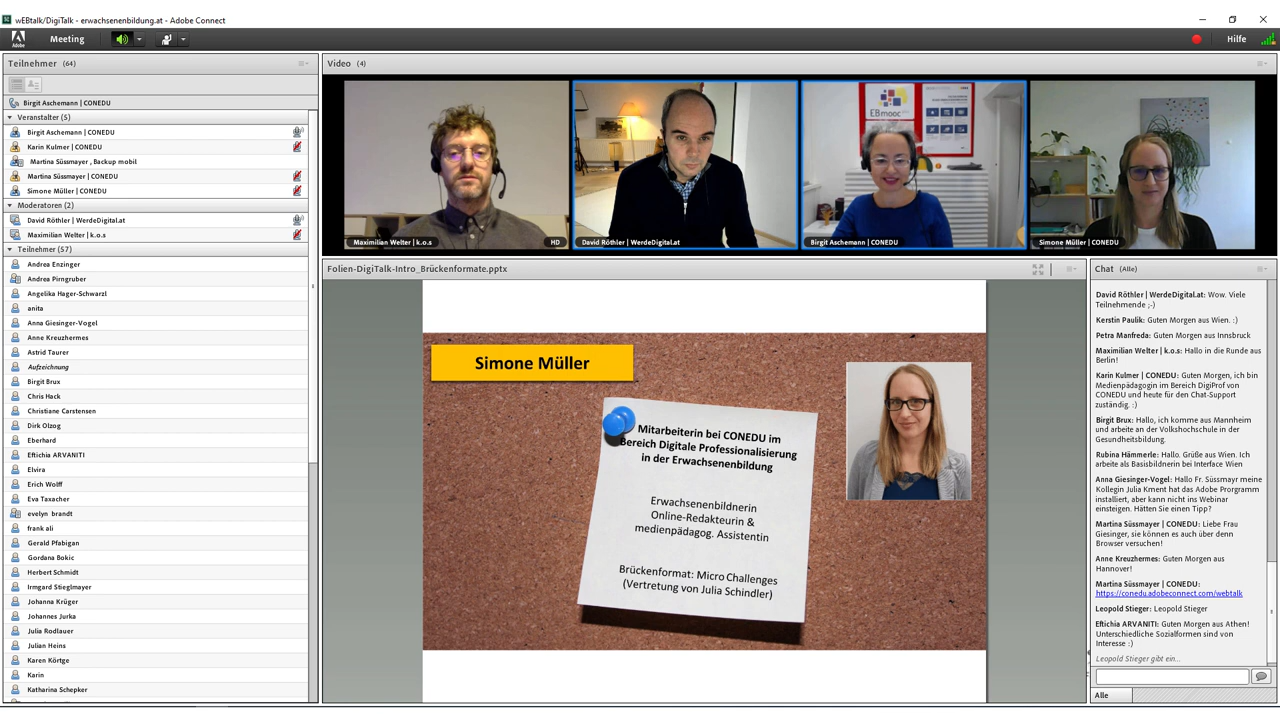 wEBtalk/DigiTalk - erwachsenenbildung.at - Adobe Connect
Adobe
Meeting
Hilfe
Teilnehmer (64)
Birgit Aschemann | CONEDU
Veranstalter (5)
Birgit Aschemann | CONEDU
Karin Kulmer | CONEDU
Martina Süssmayer , Backup mobil
Martina Süssmayer | CONEDU
Simone Müller | CONEDU
Moderatoren (2)
David Röthler | WerdeDigital.at
Maximilian Welter | k.o.s
Teilnehmer (57)
Andrea Enzinger
Andrea Pirngruber
Angelika Hager-Schwarzl
anita
Anna Giesinger-Vogel
Anne Kreuzhermes
Astrid Taurer
Aufzeichnung
Birgit Brux
Chris Hack
Christiane Carstensen
Dirk Olzog
Eberhard
Eftichia ARVANITI
Elvira
Erich Wolff
Eva Taxacher
evelyn brandt
frank ali
Gerald Pfabigan
Gordana Bokic
Herbert Schmidt
Irmgard Stieglmayer
Johanna Krüger
Johannes Jurka
Julia Rodlauer
Julian Heins
Karen Körtge
Karin
Katharina Schepker
Video (4)
EBmooc
Maximilian Welter | k.o.s
HD
David Röthler | WerdeDigital.at
Birgit Aschemann | CONEDU
Simone Müller | CONEDU
Folien-DigiTalk-Intro_Brückenformate.pptx
Simone Müller
Mitarbeiterin bei CONEDU im
Bereich Digitale Professionalisierung
in der Erwachsenenbildung
Erwachsenenbildnerin
Online-Redakteurin &
medienpädagog. Assistentin
Brückenformat: Micro Challenges
(Vertretung von Julia Schindler)
Chat (Alle)
David Röthler | WerdeDigital.at: Wow. Viele
Teilnehmende ;-)
Kerstin Paulik: Guten Morgen aus Wien. :)
Petra Manfreda: Guten Morgen aus Innsbruck
Maximilian Welter | k.o.s: Hallo in die Runde aus
Berlin!
Karin Kulmer | CONEDU: Guten Morgen, ich bin
Medienpädagogin im Bereich DigiProf von
CONEDU und heute für den Chat-Support
zuständig. :)
Birgit Brux: Hallo, ich komme aus Mannheim
und arbeite an der Volkshochschule in der
Gesundheitsbildung.
Rubina Hämmerle: Hallo. Grüße aus Wien. Ich
arbeite als Basisbildnerin bei Interface Wien
Anna Giesinger-Vogel: Hallo Fr. Süssmayr meine
Kollegin Julia Kment hat das Adobe Prorgramm
installiert, aber kann nicht ins Webinar
einsteigen. Hätten Sie einen Tipp?
Martina Süssmayer | CONEDU: Liebe Frau
Giesinger, sie können es auch über denn
Browser versuchen!
Anne Kreuzhermes: Guten Morgen aus
Hannover!
Martina Süssmayer | CONEDU:
https://conedu.adobeconnect.com/webtalk
Leopold Stieger: Leopold Stieger
Eftichia ARVANITI: Guten Morgen aus Athen!
Unterschiedliche Sozialformen sind von
Interesse :)
Leopold Stieger gibt ein...
Alle